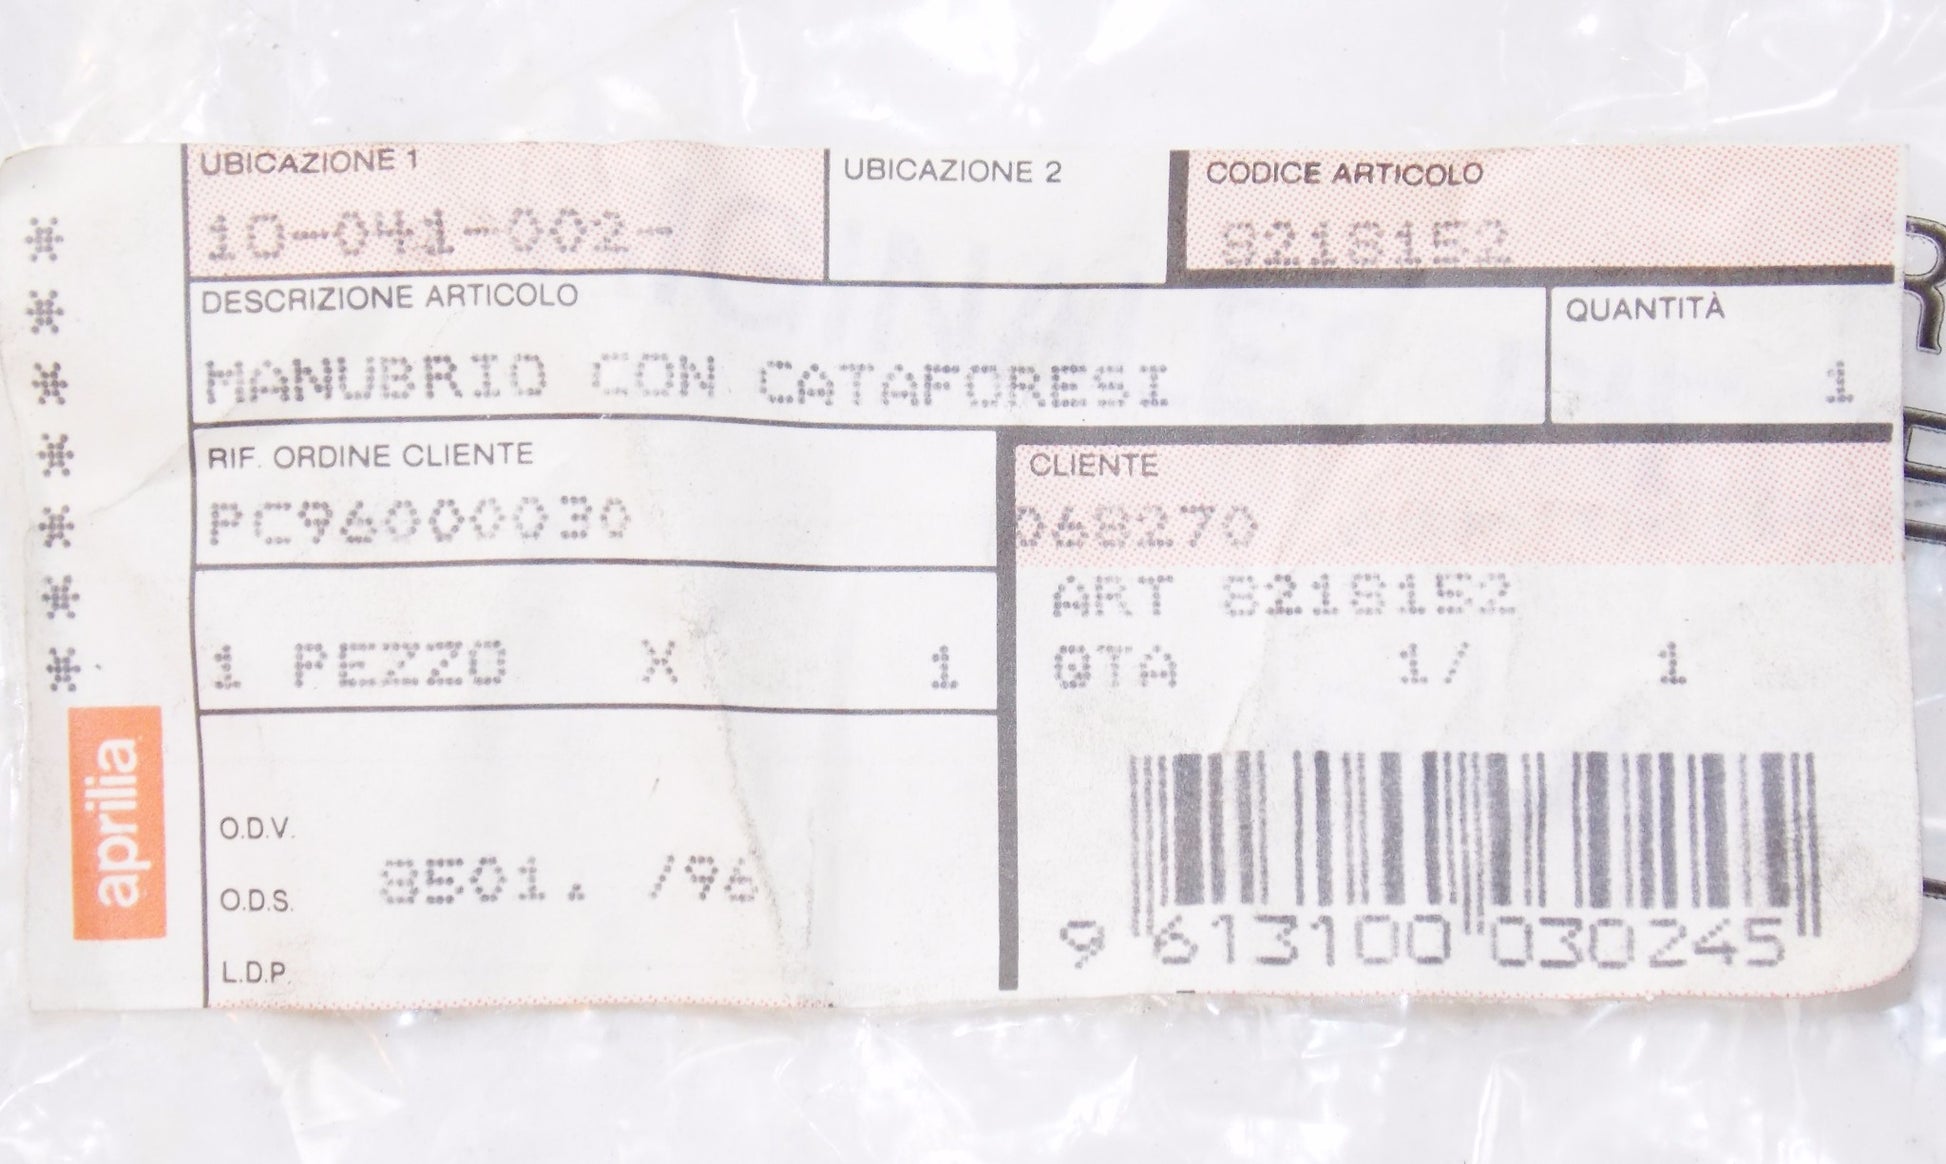 UBICAZIONE 1
10-041-002-
UBICAZIONE 2
CODICE ARTICOLO
8218152
DESCRIZIONE ARTICOLO
MANUBRIO CON CATAFORESI
QUANTITÀ
1
RIF. ORDINE CLIENTE
PC96000030
CLIENTE
068270
ART 8218152
1 PEZZO X 1
QTA 1/ 1
O.D.V.
8501. /96
O.D.S.
L.D.P.
9 613100 030245
* * * * * * *
aprilia